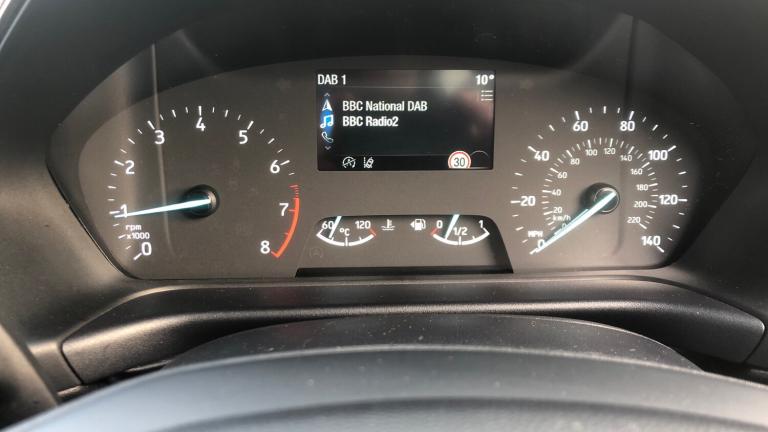 DAB 1 10°
BBC National DAB
BBC Radio2
30
0 1 2 3 4 5 6 7 8
rpm
x1000
60 120
°C
0 1/2 1
0 20 40 60 80 100 120 140
MPH
0 20 40 60 80 100 120 140 160 180 200 220
km/h